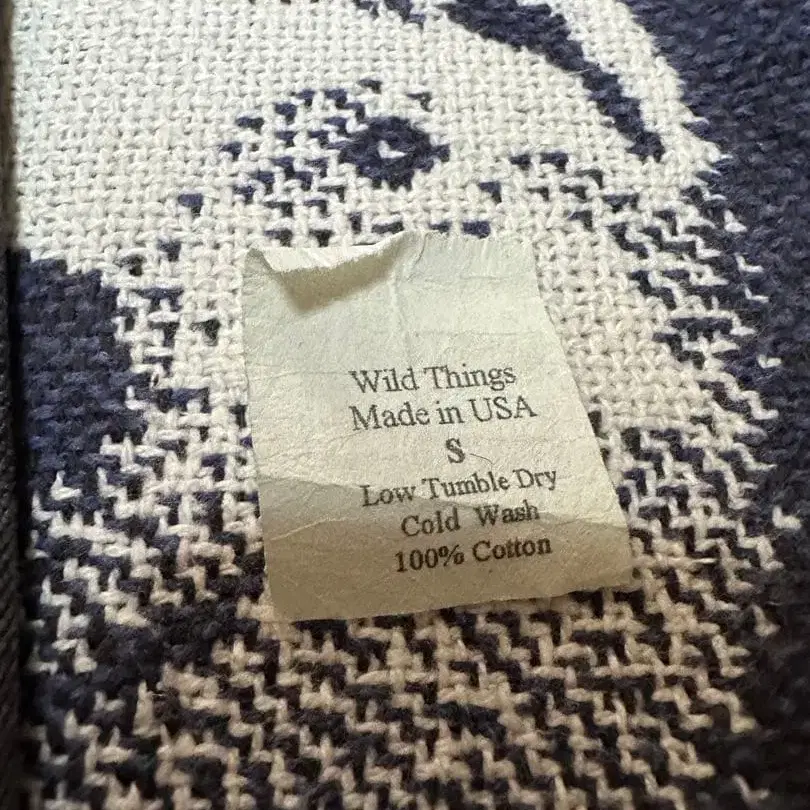 Wild Things
Made in USA
S
Low Tumble Dry
Cold Wash
100% Cotton